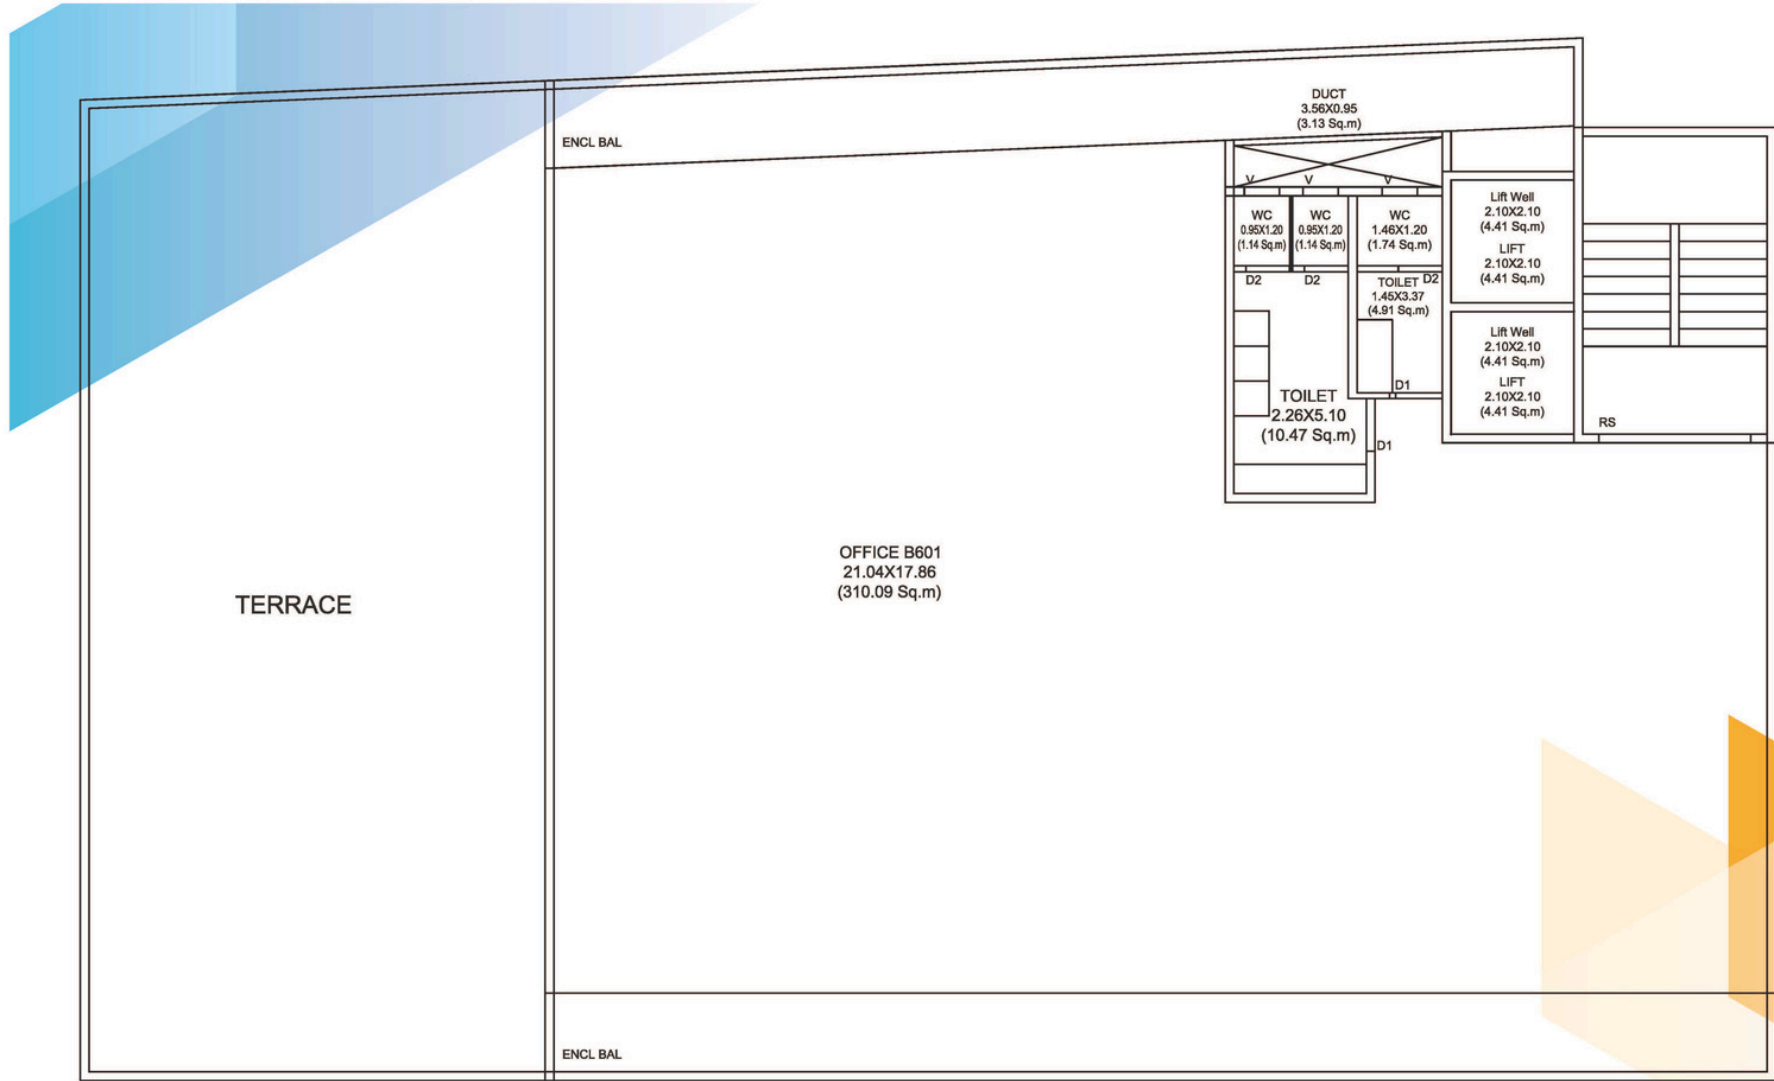 DUCT
3.56X0.95
(3.13 Sq.m)
ENCL BAL
V
V
V
WC
0.95X1.20
(1.14 Sq.m)
WC
0.95X1.20
(1.14 Sq.m)
WC
1.46X1.20
(1.74 Sq.m)
Lift Well
2.10X2.10
(4.41 Sq.m)
LIFT
2.10X2.10
(4.41 Sq.m)
D2
D2
D2
TOILET
1.45X3.37
(4.91 Sq.m)
Lift Well
2.10X2.10
(4.41 Sq.m)
LIFT
2.10X2.10
(4.41 Sq.m)
D1
TOILET
2.26X5.10
(10.47 Sq.m)
D1
RS
OFFICE B601
21.04X17.86
(310.09 Sq.m)
TERRACE
ENCL BAL